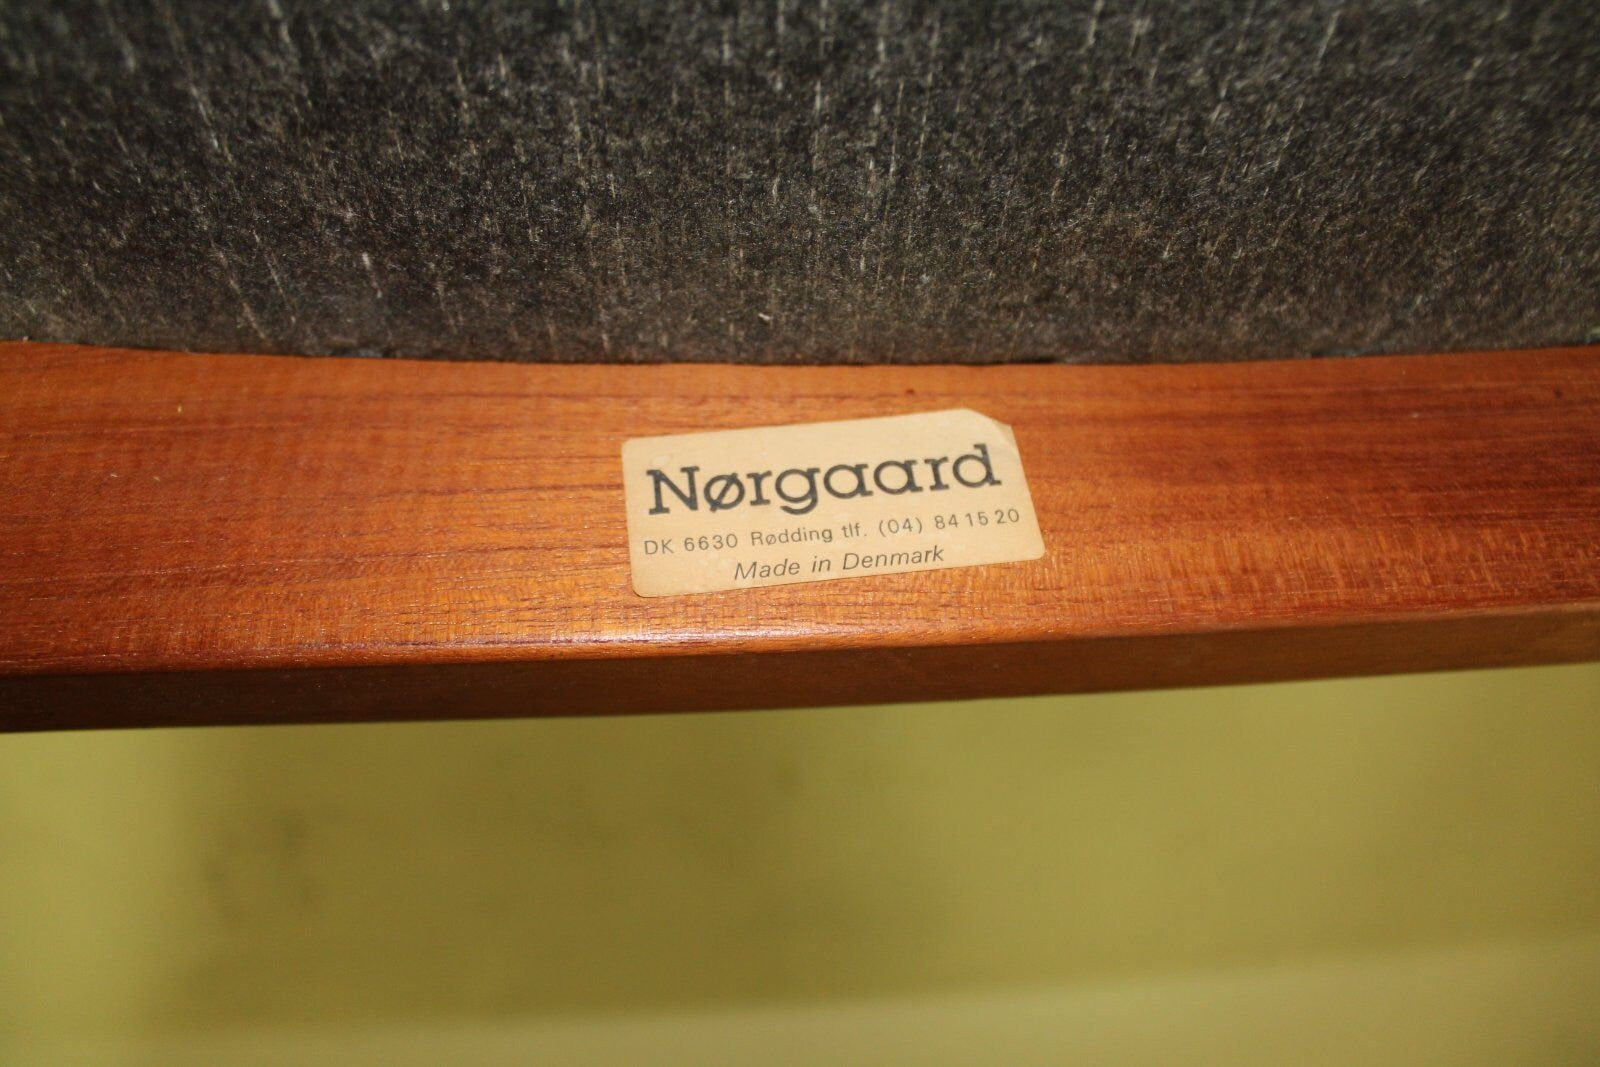 Nørgaard
DK 6630 Rødding tlf. (04) 84 15 20
Made in Denmark